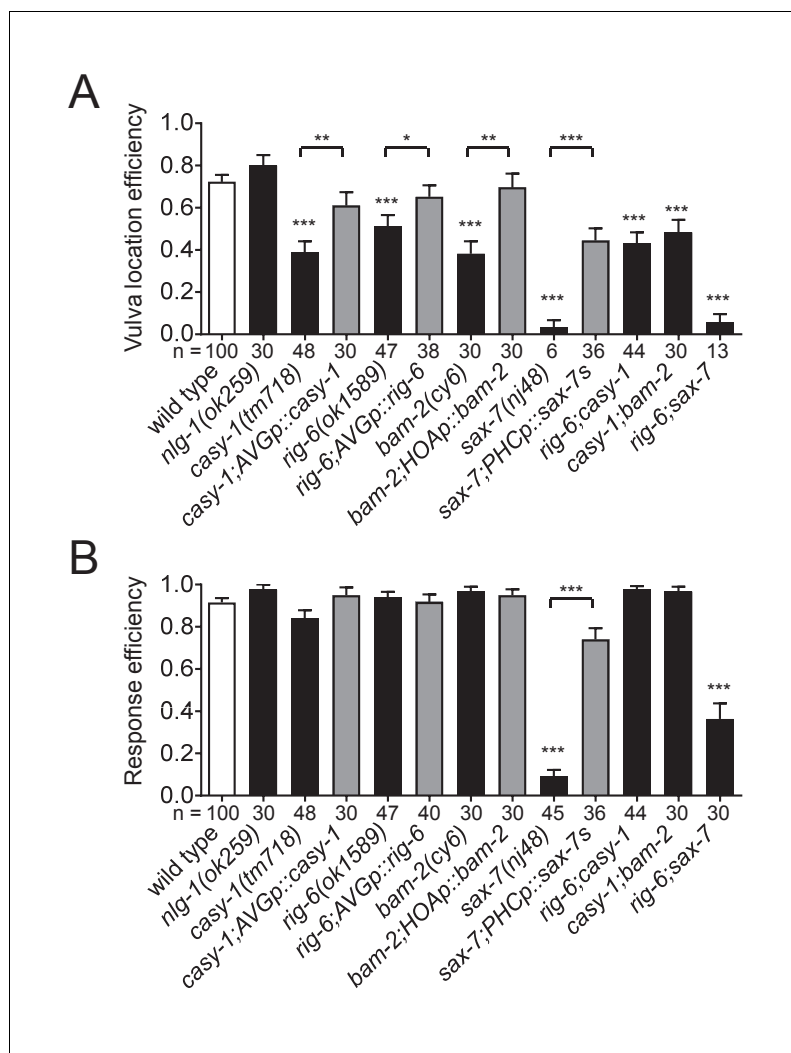 A
Vulva location efficiency
1.0
0.8
0.6
0.4
0.2
0.0
** * ** ***
*** *** *** *** *** *** ***
n = 100 30 48 30 47 38 30 30 6 36 44 30 13
wild type
nlg-1(ok259)
casy-1(tm718)
casy-1;AVGp::casy-1
rig-6(ok1589)
rig-6;AVGp::rig-6
bam-2(cy6)
bam-2;HOAp::bam-2
sax-7(nj48)
sax-7;PHCp::sax-7s
rig-6;casy-1
casy-1;bam-2
rig-6;sax-7
B
Response efficiency
1.0
0.8
0.6
0.4
0.2
0.0
***
*** ***
n = 100 30 48 30 47 40 30 30 45 36 44 30 30
wild type
nlg-1(ok259)
casy-1(tm718)
casy-1;AVGp::casy-1
rig-6(ok1589)
rig-6;AVGp::rig-6
bam-2(cy6)
bam-2;HOAp::bam-2
sax-7(nj48)
sax-7;PHCp::sax-7s
rig-6;casy-1
casy-1;bam-2
rig-6;sax-7